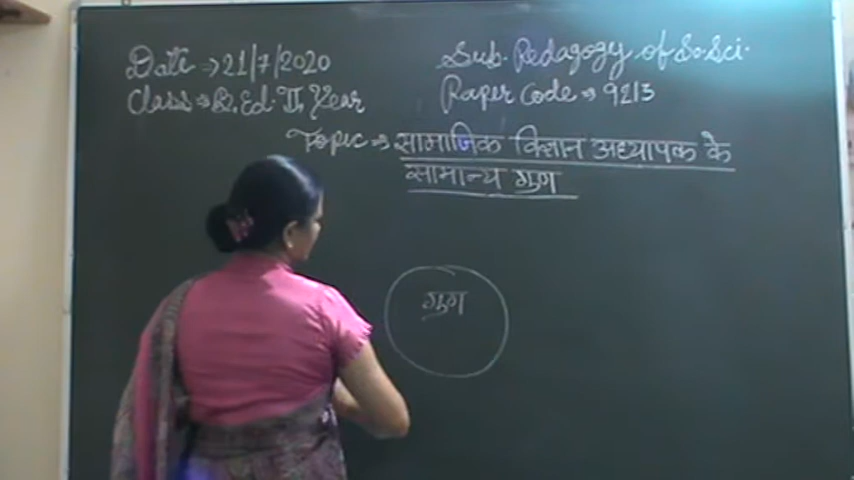 Date → 21/7/2020
Sub. Pedagogy of So.Sci.
Class → B.Ed. II Year
Paper Code → 9213
Topic → सामाजिक विज्ञान अध्यापक के
सामान्य गुण
गुण